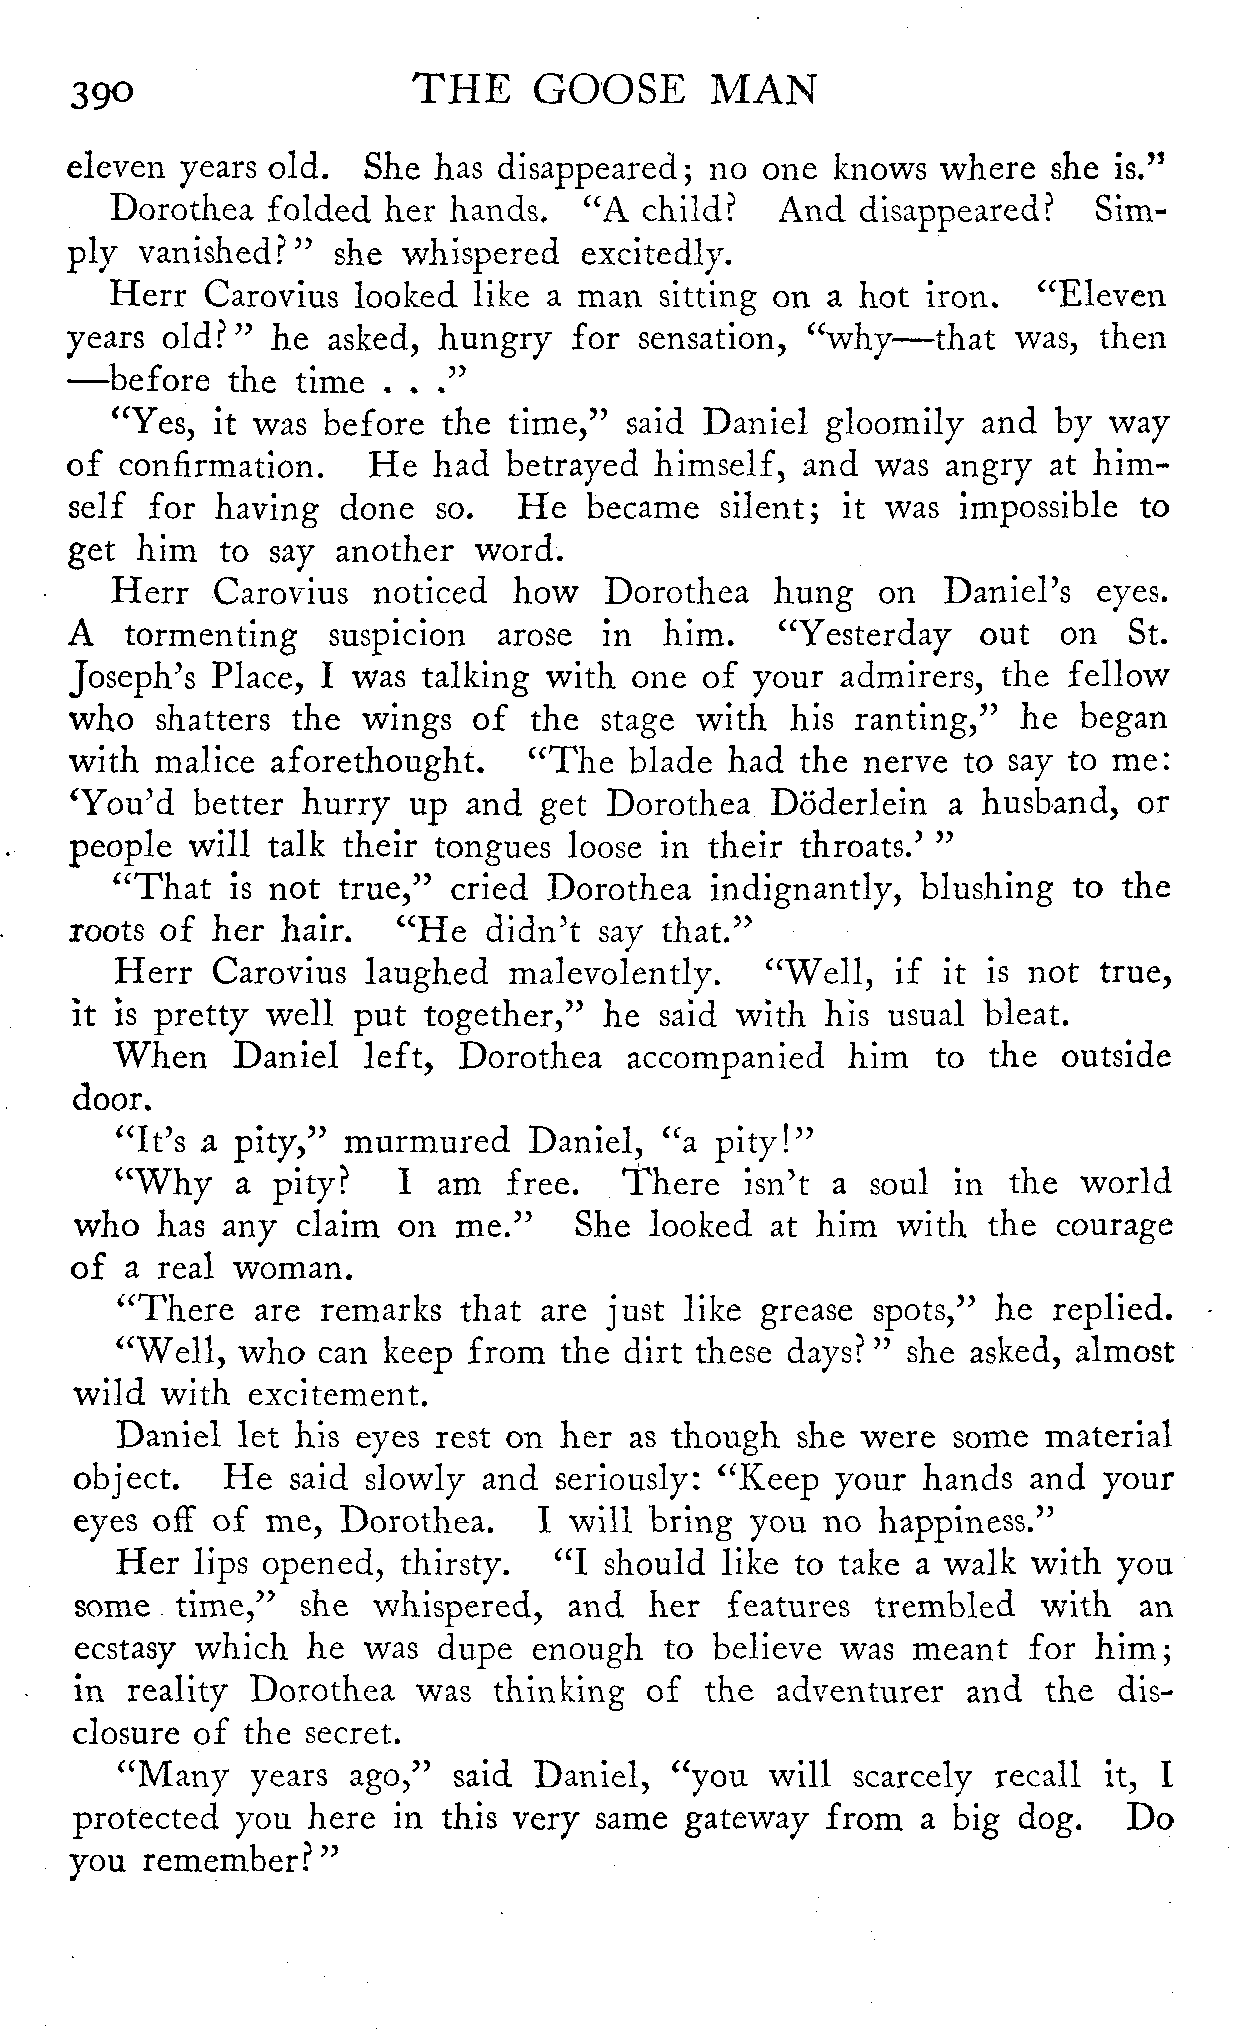 390 THE GOOSE MAN
eleven years old. She has disappeared; no one knows where she is."
Dorothea folded her hands. "A child? And disappeared? Sim-
ply vanished?" she whispered excitedly.
Herr Carovius looked like a man sitting on a hot iron. "Eleven
years old?" he asked, hungry for sensation, "why—that was, then
—before the time . . ."
"Yes, it was before the time," said Daniel gloomily and by way
of confirmation. He had betrayed himself, and was angry at him-
self for having done so. He became silent; it was impossible to
get him to say another word.
Herr Carovius noticed how Dorothea hung on Daniel's eyes.
A tormenting suspicion arose in him. "Yesterday out on St.
Joseph's Place, I was talking with one of your admirers, the fellow
who shatters the wings of the stage with his ranting," he began
with malice aforethought. "The blade had the nerve to say to me:
'You'd better hurry up and get Dorothea Döderlein a husband, or
people will talk their tongues loose in their throats.' "
"That is not true," cried Dorothea indignantly, blushing to the
roots of her hair. "He didn't say that."
Herr Carovius laughed malevolently. "Well, if it is not true,
it is pretty well put together," he said with his usual bleat.
When Daniel left, Dorothea accompanied him to the outside
door.
"It's a pity," murmured Daniel, "a pity!"
"Why a pity? I am free. There isn't a soul in the world
who has any claim on me." She looked at him with the courage
of a real woman.
"There are remarks that are just like grease spots," he replied.
"Well, who can keep from the dirt these days?" she asked, almost
wild with excitement.
Daniel let his eyes rest on her as though she were some material
object. He said slowly and seriously: "Keep your hands and your
eyes off of me, Dorothea. I will bring you no happiness."
Her lips opened, thirsty. "I should like to take a walk with you
some time," she whispered, and her features trembled with an
ecstasy which he was dupe enough to believe was meant for him;
in reality Dorothea was thinking of the adventurer and the dis-
closure of the secret.
"Many years ago," said Daniel, "you will scarcely recall it, I
protected you here in this very same gateway from a big dog. Do
you remember?"